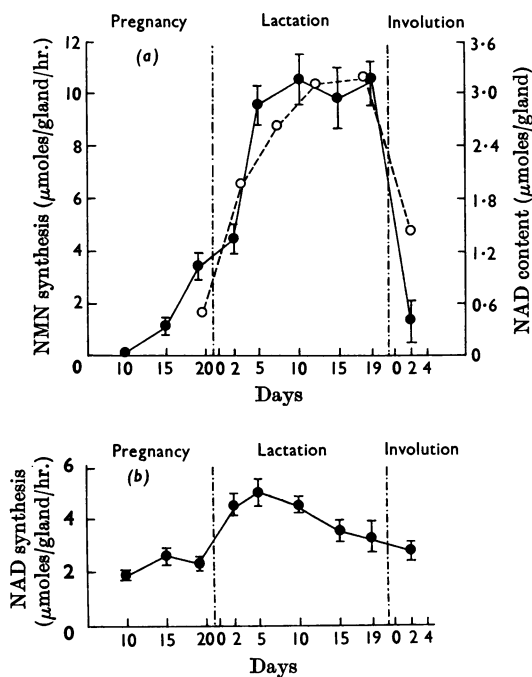 Pregnancy Lactation Involution
(a)
12
10
8
6
4
2
0
NMN synthesis (μmoles/gland/hr.)
3·6
3·0
2·4
1·8
1·2
0·6
0
NAD content (μmoles/gland)
10 15 20 0 2 5 10 15 19 0 2 4
Days
Pregnancy Lactation Involution
(b)
6
4
2
0
NAD synthesis
(μmoles/gland/hr.)
10 15 20 0 2 5 10 15 19 0 2 4
Days